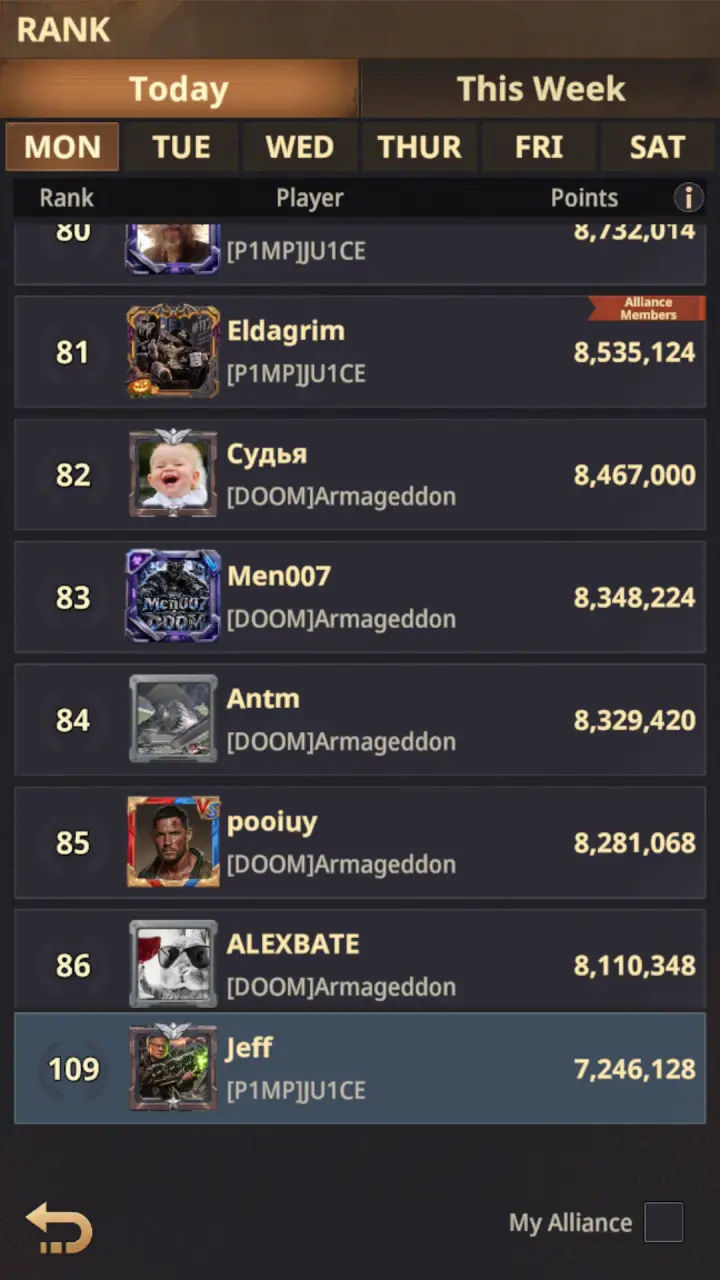 RANK
Today
This Week
MON TUE WED THUR FRI SAT
Rank Player Points
80
[P1MP]JU1CE
8,732,014
Alliance
Members
81
Eldagrim
[P1MP]JU1CE
8,535,124
82
Судья
[DOOM]Armageddon
8,467,000
83
Men007
[DOOM]Armageddon
8,348,224
Men007
DOOM
84
Antm
[DOOM]Armageddon
8,329,420
85
VS
pooiuy
[DOOM]Armageddon
8,281,068
86
ALEXBATE
[DOOM]Armageddon
8,110,348
109
Jeff
[P1MP]JU1CE
7,246,128
My Alliance